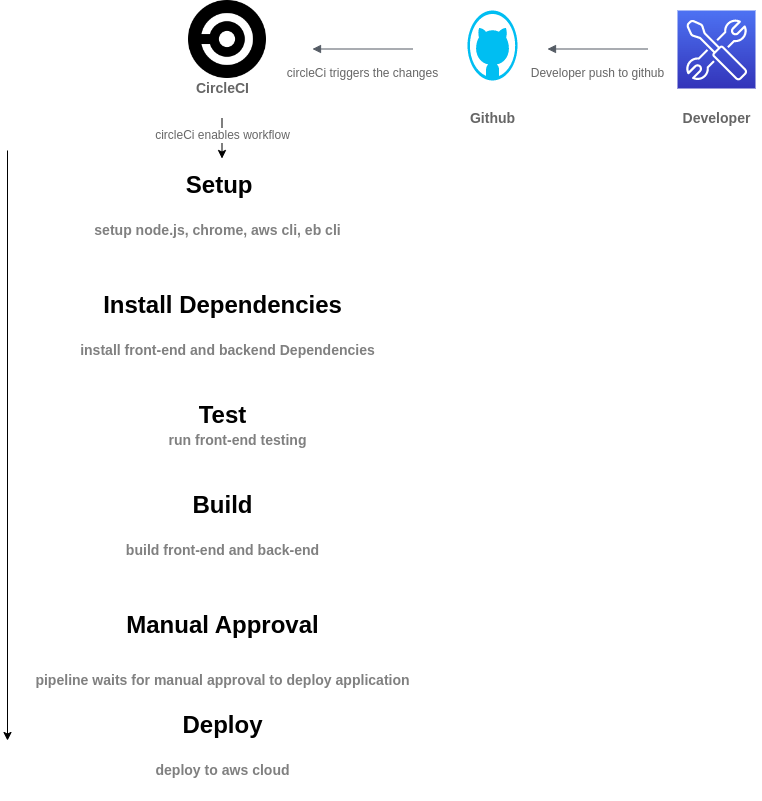 circleCi triggers the changes
Developer push to github
CircleCI
Github
Developer
circleCi enables workflow
Setup
setup node.js, chrome, aws cli, eb cli
Install Dependencies
install front-end and backend Dependencies
Test
run front-end testing
Build
build front-end and back-end
Manual Approval
pipeline waits for manual approval to deploy application
Deploy
deploy to aws cloud